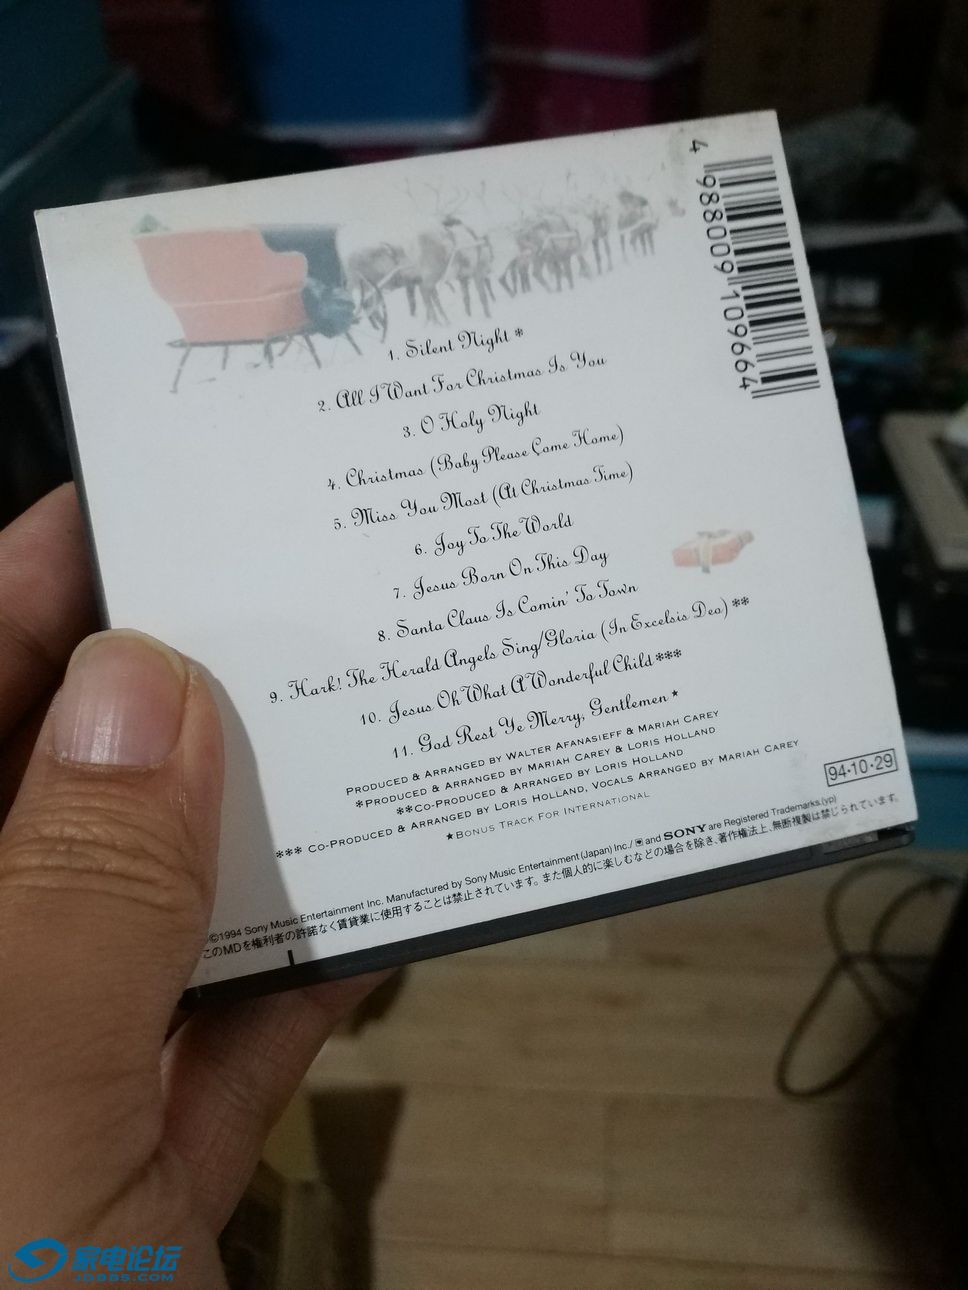 4 988009 109664
1. Silent Night *
2. All I Want For Christmas Is You
3. O Holy Night
4. Christmas (Baby Please Come Home)
5. Miss You Most (At Christmas Time)
6. Joy To The World
7. Jesus Born On This Day
8. Santa Claus Is Comin' To Town
9. Hark! The Herald Angels Sing/Gloria (In Excelsis Deo) **
10. Jesus Oh What A Wonderful Child ***
11. God Rest Ye Merry, Gentlemen ★
PRODUCED & ARRANGED BY WALTER AFANASIEFF & MARIAH CAREY
*PRODUCED & ARRANGED BY MARIAH CAREY & LORIS HOLLAND
**CO-PRODUCED & ARRANGED BY LORIS HOLLAND
*** CO-PRODUCED & ARRANGED BY LORIS HOLLAND, VOCALS ARRANGED BY MARIAH CAREY
★BONUS TRACK FOR INTERNATIONAL
94·10·29
©1994 Sony Music Entertainment Inc. Manufactured by Sony Music Entertainment (Japan) Inc./ and SONY are Registered Trademarks.(yp)
このMDを権利者の許諾なく賃貸業に使用することは禁止されています。また個人的に楽しむなどの場合を除き、著作権法上、無断複製は禁じられています。
家电论坛
JDBBS.COM